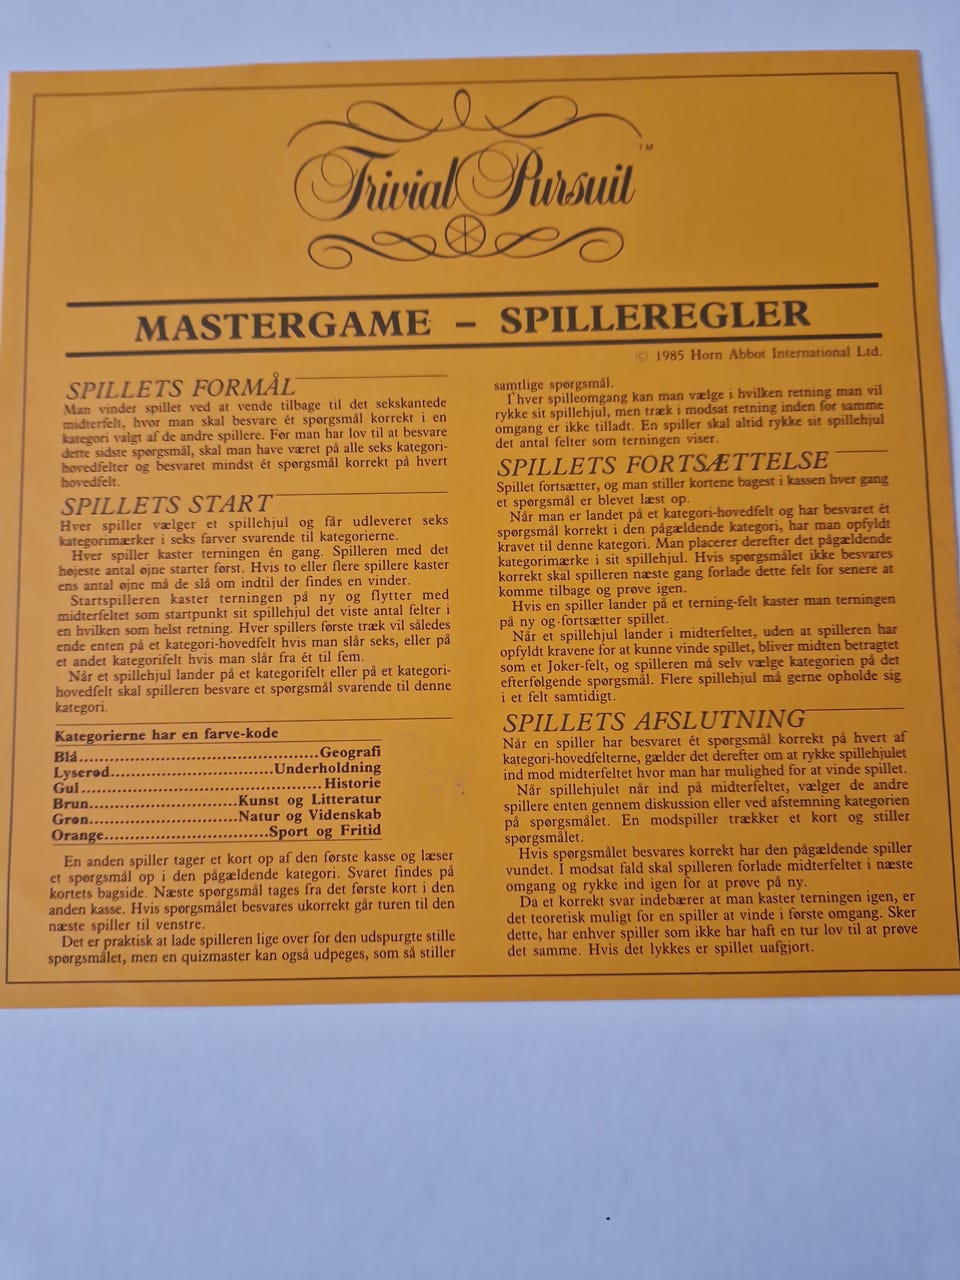 Trivial Pursuit
TM
MASTERGAME – SPILLEREGLER
© 1985 Horn Abbot International Ltd.
SPILLETS FORMÅL
Man vinder spillet ved at vende tilbage til det sekskantede
midterfelt, hvor man skal besvare ét spørgsmål korrekt i en
kategori valgt af de andre spillere. Før man har lov til at besvare
dette sidste spørgsmål, skal man have været på alle seks kategori-
hovedfelter og besvaret mindst ét spørgsmål korrekt på hvert
hovedfelt.
SPILLETS START
Hver spiller vælger et spillehjul og får udleveret seks
kategorimærker i seks farver svarende til kategorierne.
Hver spiller kaster terningen én gang. Spilleren med det
højeste antal øjne starter først. Hvis to eller flere spillere kaster
ens antal øjne må de slå om indtil der findes en vinder.
Startspilleren kaster terningen på ny og flytter med
midterfeltet som startpunkt sit spillehjul det viste antal felter i
en hvilken som helst retning. Hver spillers første træk vil således
ende enten på et kategori-hovedfelt hvis man slår seks, eller på
et andet kategorifelt hvis man slår fra ét til fem.
Når et spillehjul lander på et kategorifelt eller på et kategori-
hovedfelt skal spilleren besvare et spørgsmål svarende til denne
kategori.
Kategorierne har en farve-kode
Blå....................................Geografi
Lyserød.........................Underholdning
Gul.....................................Historie
Brun......................Kunst og Litteratur
Grøn......................Natur og Videnskab
Orange.........................Sport og Fritid
En anden spiller tager et kort op af den første kasse og læser
et spørgsmål op i den pågældende kategori. Svaret findes på
kortets bagside. Næste spørgsmål tages fra det første kort i den
anden kasse. Hvis spørgsmålet besvares ukorrekt går turen til den
næste spiller til venstre.
Det er praktisk at lade spilleren lige over for den udspurgte stille
spørgsmålet, men en quizmaster kan også udpeges, som så stiller
samtlige spørgsmål.
I hver spilleomgang kan man vælge i hvilken retning man vil
rykke sit spillehjul, men træk i modsat retning inden for samme
omgang er ikke tilladt. En spiller skal altid rykke sit spillehjul
det antal felter som terningen viser.
SPILLETS FORTSÆTTELSE
Spillet fortsætter, og man stiller kortene bagest i kassen hver gang
et spørgsmål er blevet læst op.
Når man er landet på et kategori-hovedfelt og har besvaret ét
spørgsmål korrekt i den pågældende kategori, har man opfyldt
kravet til denne kategori. Man placerer derefter det pågældende
kategorimærke i sit spillehjul. Hvis spørgsmålet ikke besvares
korrekt skal spilleren næste gang forlade dette felt for senere at
komme tilbage og prøve igen.
Hvis en spiller lander på et terning-felt kaster man terningen
på ny og fortsætter spillet.
Når et spillehjul lander i midterfeltet, uden at spilleren har
opfyldt kravene for at kunne vinde spillet, bliver midten betragtet
som et Joker-felt, og spilleren må selv vælge kategorien på det
efterfølgende spørgsmål. Flere spillehjul må gerne opholde sig
i et felt samtidigt.
SPILLETS AFSLUTNING
Når en spiller har besvaret ét spørgsmål korrekt på hvert af
kategori-hovedfelterne, gælder det derefter om at rykke spillehjulet
ind mod midterfeltet hvor man har mulighed for at vinde spillet.
Når spillehjulet når ind på midterfeltet, vælger de andre
spillere enten gennem diskussion eller ved afstemning kategorien
på spørgsmålet. En modspiller trækker et kort og stiller
spørgsmålet.
Hvis spørgsmålet besvares korrekt har den pågældende spiller
vundet. I modsat fald skal spilleren forlade midterfeltet i næste
omgang og rykke ind igen for at prøve på ny.
Da et korrekt svar indebærer at man kaster terningen igen, er
det teoretisk muligt for en spiller at vinde i første omgang. Sker
dette, har enhver spiller som ikke har haft en tur lov til at prøve
det samme. Hvis det lykkes er spillet uafgjort.